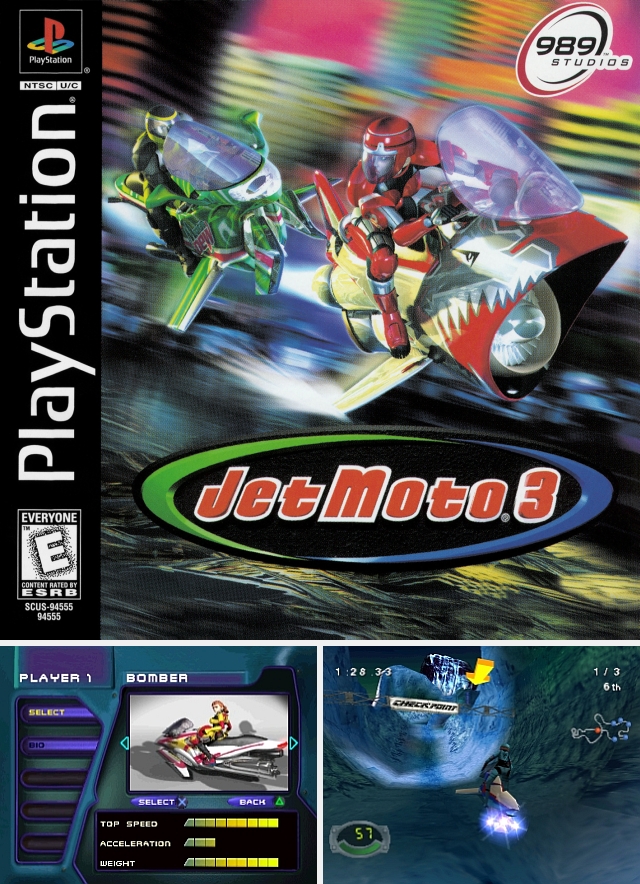 PlayStation
NTSC U/C
PlayStation
EVERYONE
E
CONTENT RATED BY
ESRB
SCUS-94555
94555
989
STUDIOS
Jet Moto 3
PLAYER 1
BOMBER
SELECT
BIO
SELECT X
BACK
TOP SPEED
ACCELERATION
WEIGHT
1:28.33
1/3
6th
CHECKPOINT
57